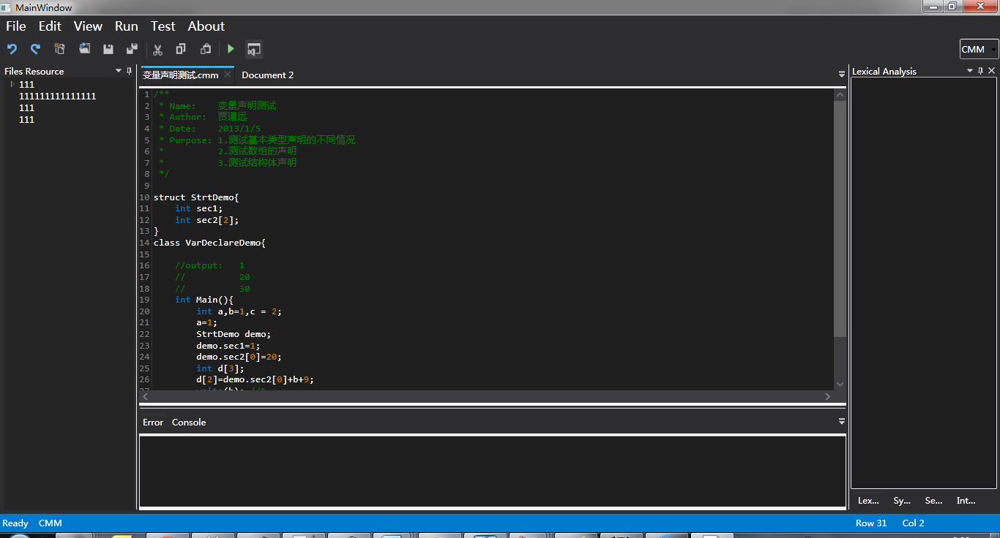 MainWindow
File Edit View Run Test About
CMM
Files Resource
111
111111111111111
111
111
变量声明测试.cmm Document 2
1 /**
2 * Name: 变量声明测试
3 * Author: 贾道远
4 * Date: 2013/1/5
5 * Purpose: 1.测试基本类型声明的不同情况
6 * 2.测试数组的声明
7 * 3.测试结构体声明
8 */
9
10 struct StrtDemo{
11 int sec1;
12 int sec2[2];
13 }
14 class VarDeclareDemo{
15
16 //output: 1
17 // 20
18 // 30
19 int Main(){
20 int a,b=1,c = 2;
21 a=1;
22 StrtDemo demo;
23 demo.sec1=1;
24 demo.sec2[0]=20;
25 int d[3];
26 d[2]=demo.sec2[0]+b+9;
Error Console
Lexical Analysis
Lex... Sy... Se... Int...
Ready CMM Row 31 Col 2